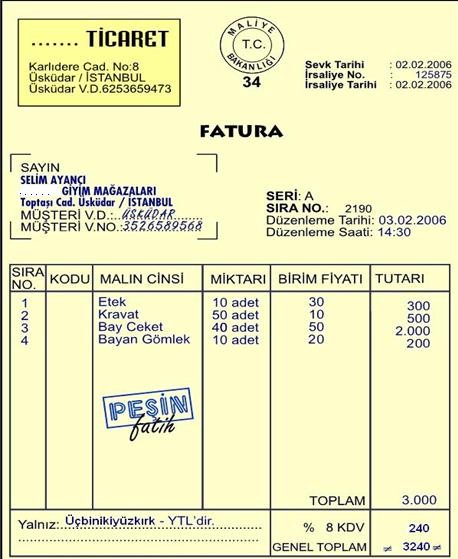 ....... TİCARET
Karlıdere Cad. No:8
Üsküdar / İSTANBUL
Üsküdar V.D.6253659473
MALİYE
T.C.
BAKANLIĞI
34
Sevk Tarihi : 02.02.2006
İrsaliye No. : 125875
İrsaliye Tarihi : 02.02.2006
FATURA
SAYIN
SELİM AYANCI
...... GİYİM MAĞAZALARI
Toptaşı Cad. Üsküdar / İSTANBUL
MÜŞTERİ V.D.: ÜSKÜDAR
MÜŞTERİ V.NO.: 3526589568
SERİ: A
SIRA NO.: 2190
Düzenleme Tarihi: 03.02.2006
Düzenleme Saati: 14:30
SIRA NO. KODU MALIN CİNSİ MİKTARI BİRİM FİYATI TUTARI
1 Etek 10 adet 30 300
2 Kravat 50 adet 10 500
3 Bay Ceket 40 adet 50 2.000
4 Bayan Gömlek 10 adet 20 200
PEŞİN
fatih
TOPLAM 3.000
Yalnız: Üçbinikiyüzkırk - YTL'dir.
% 8 KDV 240
GENEL TOPLAM ≠ 3240 ≠